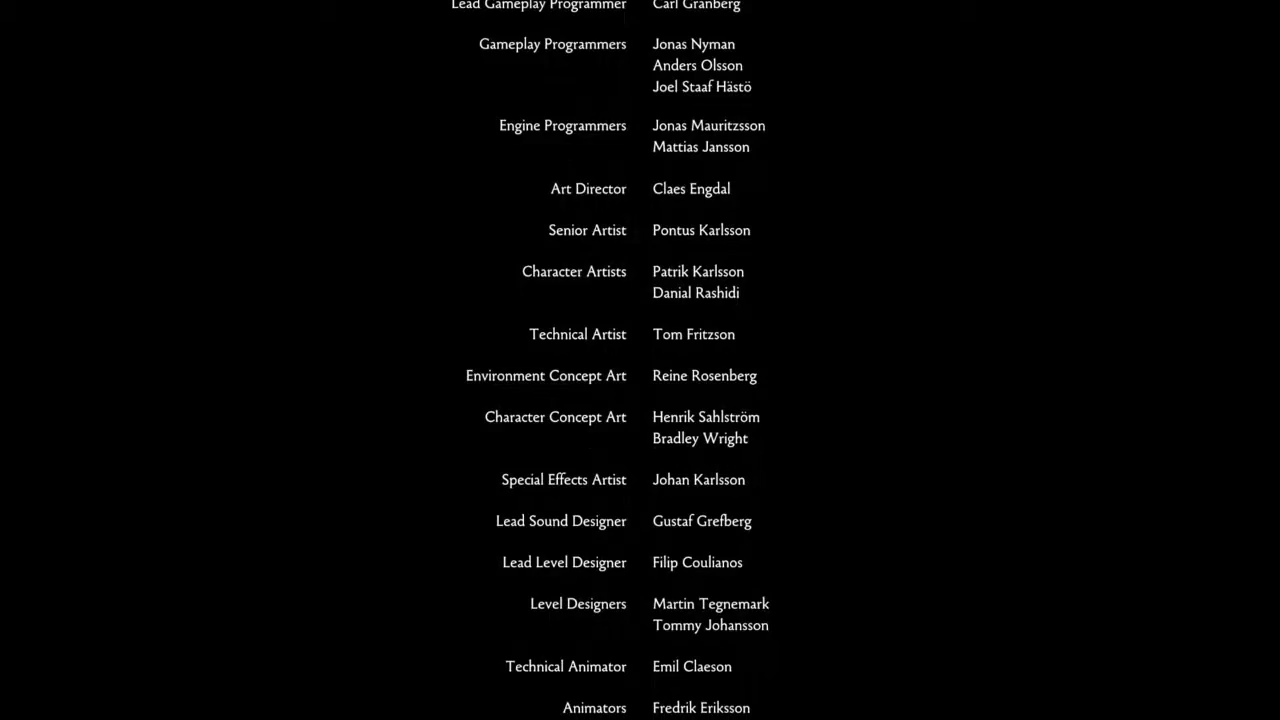 Lead Gameplay Programmer Carl Granberg
Gameplay Programmers Jonas Nyman
Anders Olsson
Joel Staaf Hästö
Engine Programmers Jonas Mauritzsson
Mattias Jansson
Art Director Claes Engdal
Senior Artist Pontus Karlsson
Character Artists Patrik Karlsson
Danial Rashidi
Technical Artist Tom Fritzson
Environment Concept Art Reine Rosenberg
Character Concept Art Henrik Sahlström
Bradley Wright
Special Effects Artist Johan Karlsson
Lead Sound Designer Gustaf Grefberg
Lead Level Designer Filip Coulianos
Level Designers Martin Tegnemark
Tommy Johansson
Technical Animator Emil Claeson
Animators Fredrik Eriksson